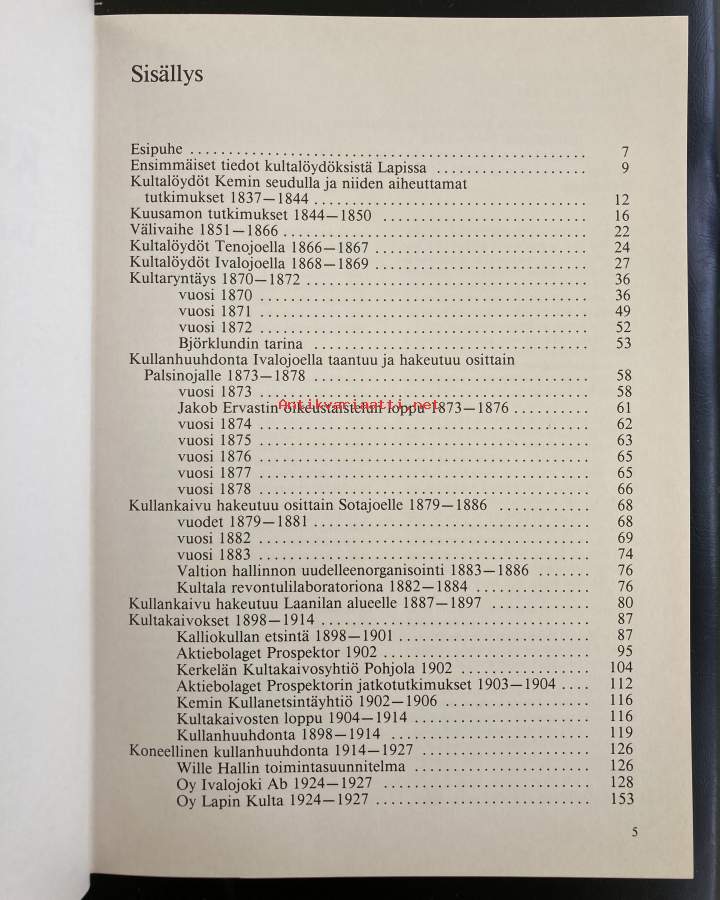 Sisällys
Esipuhe ........ 7
Ensimmäiset tiedot kultalöydöksistä Lapissa ........ 9
Kultalöydöt Kemin seudulla ja niiden aiheuttamat
tutkimukset 1837—1844 ........ 12
Kuusamon tutkimukset 1844—1850 ........ 16
Välivaihe 1851—1866 ........ 22
Kultalöydöt Tenojoella 1866—1867 ........ 24
Kultalöydöt Ivalojoella 1868—1869 ........ 27
Kultaryntäys 1870—1872 ........ 36
vuosi 1870 ........ 36
vuosi 1871 ........ 49
vuosi 1872 ........ 52
Björklundin tarina ........ 53
Kullanhuuhdonta Ivalojoella taantuu ja hakeutuu osittain
Palsinojalle 1873—1878 ........ 58
vuosi 1873 ........ 58
Antikvariaatti.net
Jakob Ervastin oikeustaistelun loppu 1873—1876 ........ 61
vuosi 1874 ........ 62
vuosi 1875 ........ 63
vuosi 1876 ........ 65
vuosi 1877 ........ 65
vuosi 1878 ........ 66
Kullankaivu hakeutuu osittain Sotajoelle 1879—1886 ........ 68
vuodet 1879—1881 ........ 68
vuosi 1882 ........ 69
vuosi 1883 ........ 74
Valtion hallinnon uudelleenorganisointi 1883—1886 ....... 76
Kultala revontulilaboratoriona 1882—1884 ........ 76
Kullankaivu hakeutuu Laanilan alueelle 1887—1897 ........ 80
Kultakaivokset 1898—1914 ........ 87
Kalliokullan etsintä 1898—1901 ........ 87
Aktiebolaget Prospektor 1902 ........ 95
Kerkelän Kultakaivosyhtiö Pohjola 1902 ........ 104
Aktiebolaget Prospektorin jatkotutkimukset 1903—1904 .... 112
Kemin Kullanetsintäyhtiö 1902—1906 ........ 116
Kultakaivosten loppu 1904—1914 ........ 116
Kullanhuuhdonta 1898—1914 ........ 119
Koneellinen kullanhuuhdonta 1914—1927 ........ 126
Wille Hallin toimintasuunnitelma ........ 126
Oy Ivalojoki Ab 1924—1927 ........ 128
Oy Lapin Kulta 1924—1927 ........ 153
5